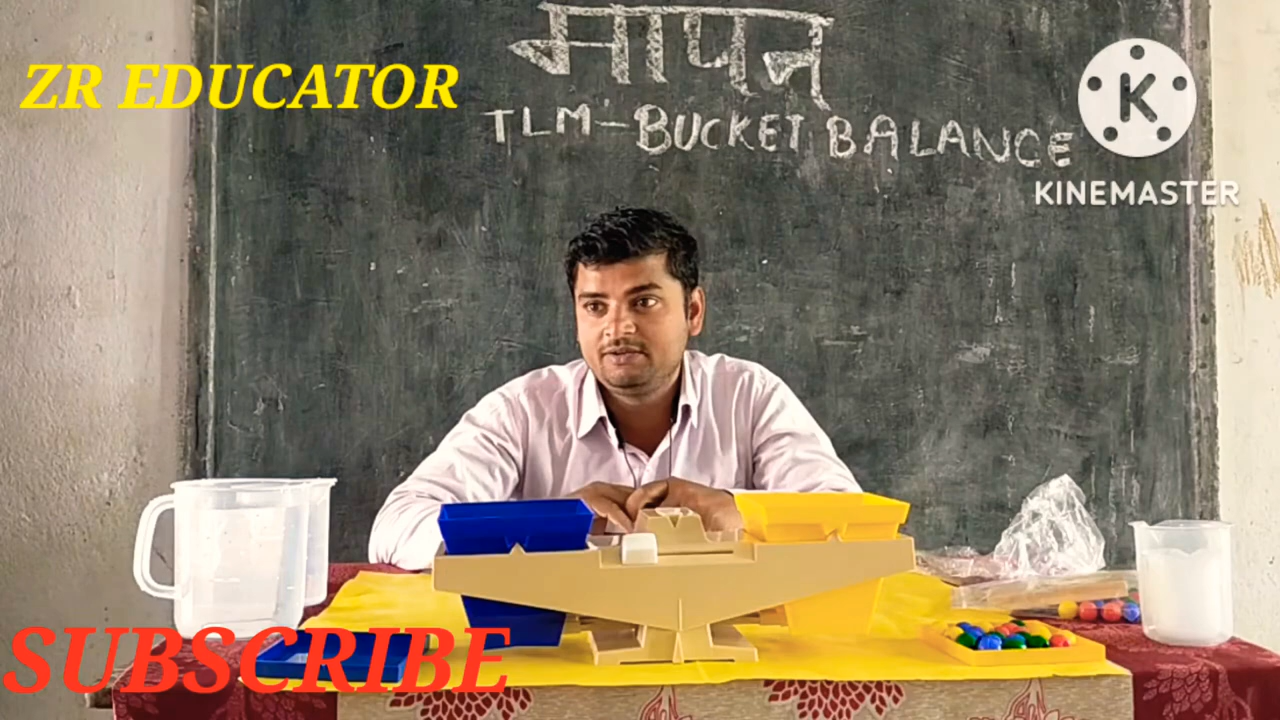 मापन
ZR EDUCATOR
TLM-BUCKET BALANCE
K
KINEMASTER
SUBSCRIBE